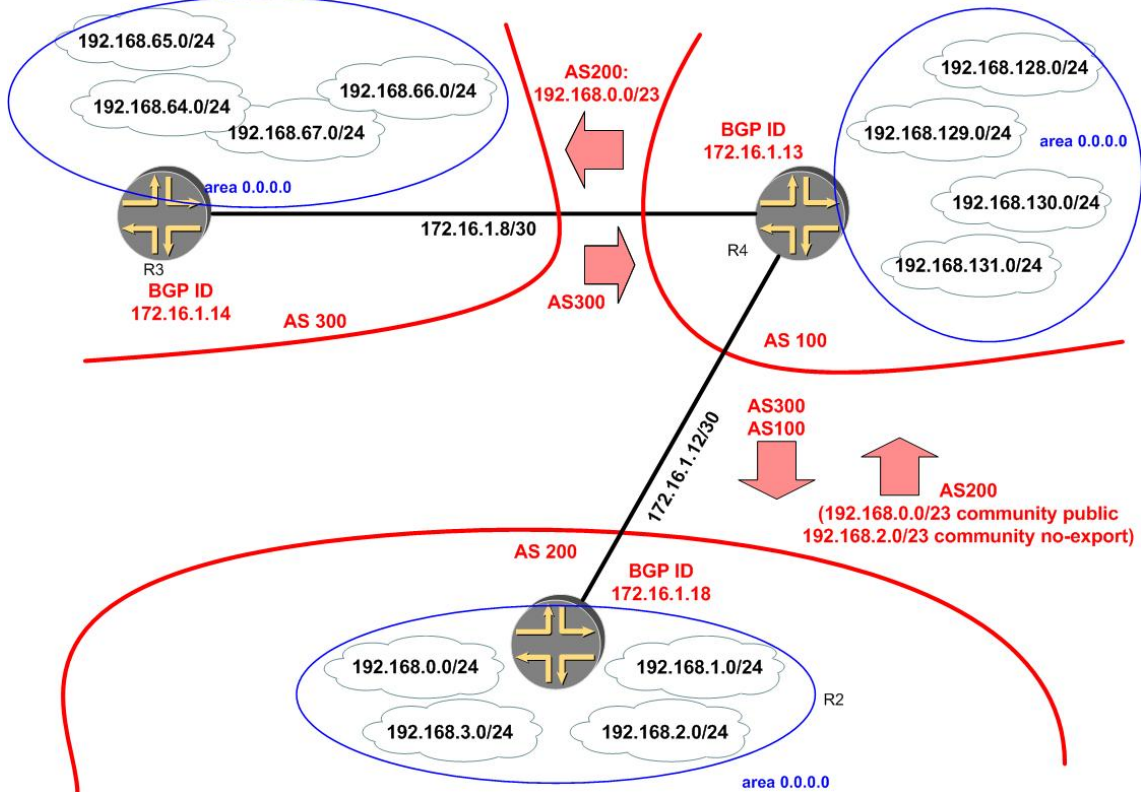 192.168.65.0/24
192.168.64.0/24
192.168.66.0/24
192.168.67.0/24
area 0.0.0.0
R3
BGP ID
172.16.1.14
AS 300
172.16.1.8/30
AS200:
192.168.0.0/23
AS300
BGP ID
172.16.1.13
R4
192.168.128.0/24
192.168.129.0/24
area 0.0.0.0
192.168.130.0/24
192.168.131.0/24
AS 100
172.16.1.12/30
AS300
AS100
AS200
(192.168.0.0/23 community public
192.168.2.0/23 community no-export)
AS 200
BGP ID
172.16.1.18
192.168.0.0/24
192.168.1.0/24
192.168.3.0/24
192.168.2.0/24
R2
area 0.0.0.0